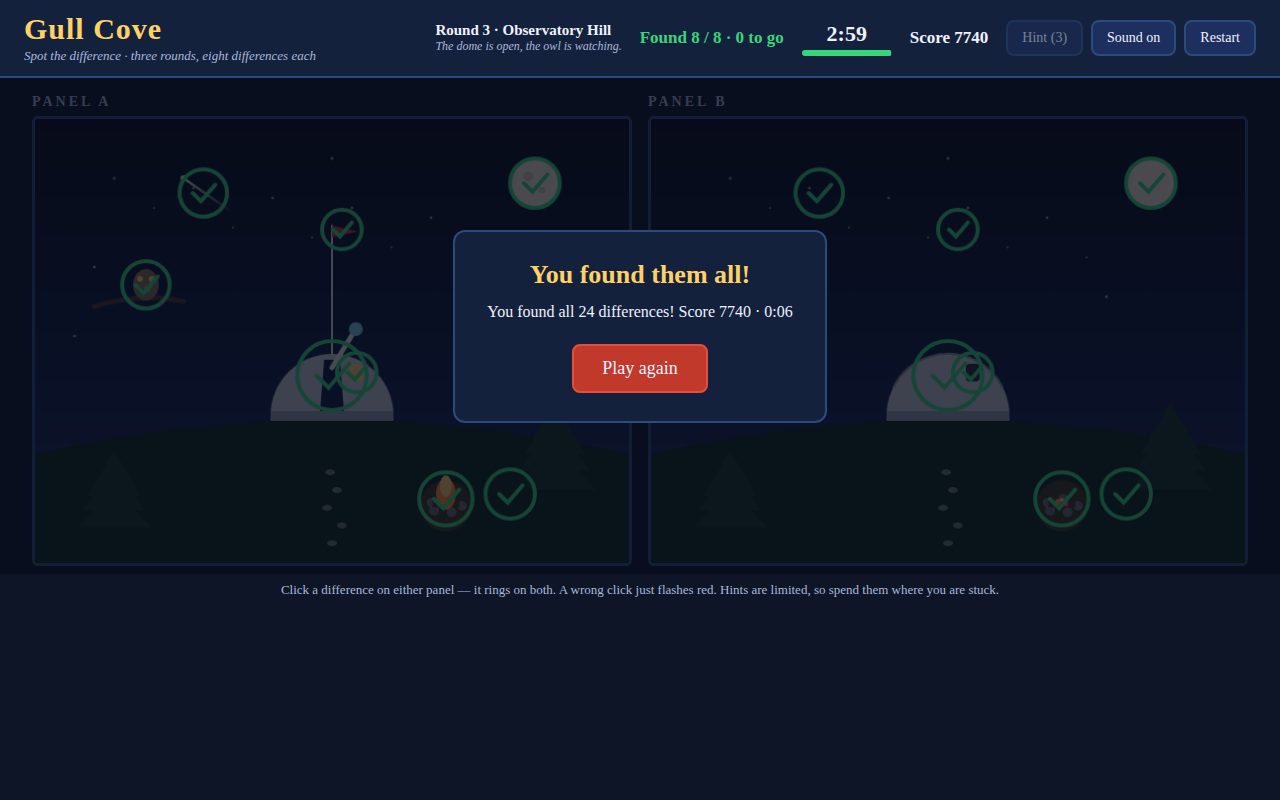 Gull Cove
Spot the difference · three rounds, eight differences each
Round 3 · Observatory Hill
The dome is open, the owl is watching.
Found 8 / 8 · 0 to go
2:59
Score 7740
Hint (3)
Sound on
Restart
PANEL A
PANEL B
You found them all!
You found all 24 differences! Score 7740 · 0:06
Play again
Click a difference on either panel — it rings on both. A wrong click just flashes red. Hints are limited, so spend them where you are stuck.